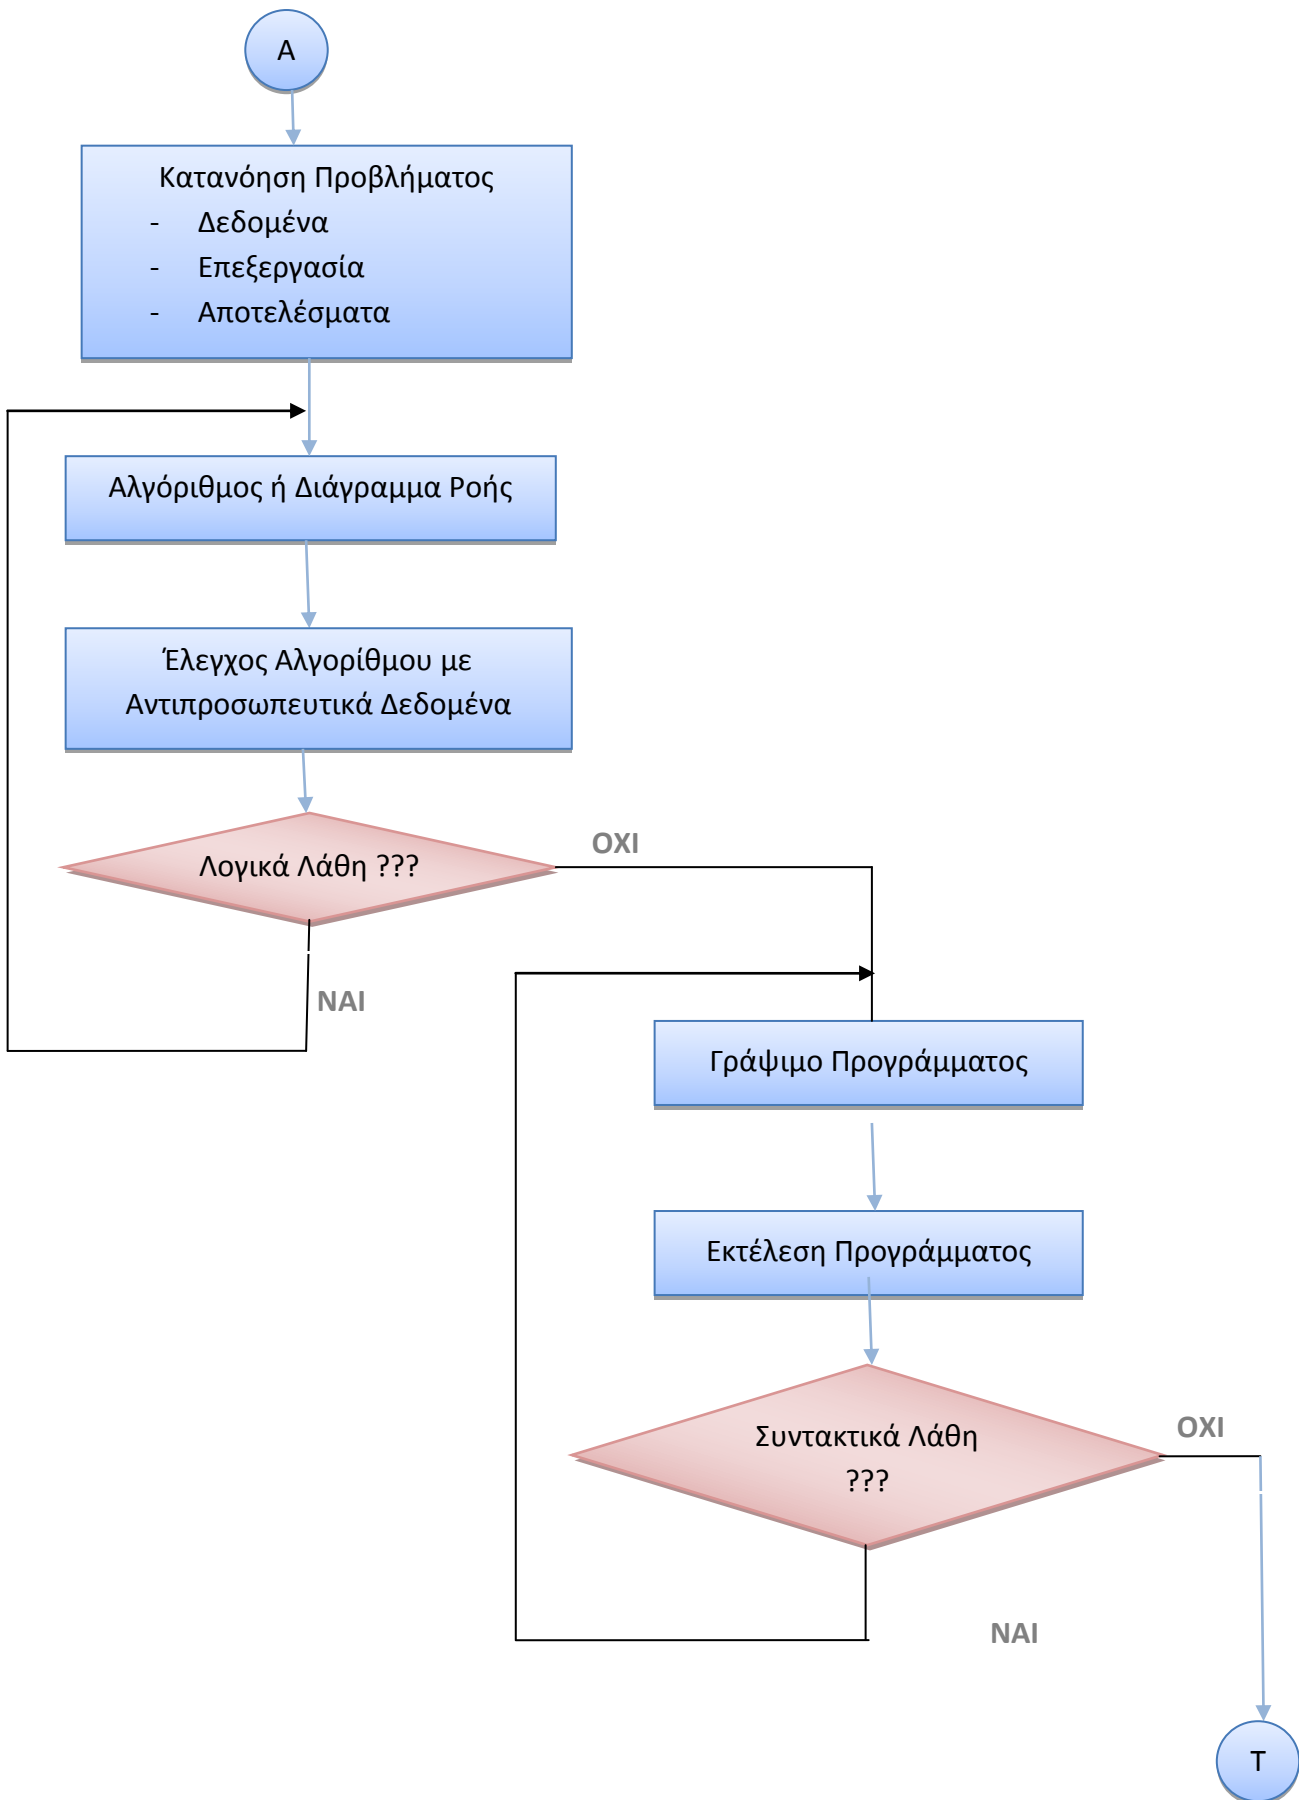 Α
Κατανόηση Προβλήματος
- Δεδομένα
- Επεξεργασία
- Αποτελέσματα
Αλγόριθμος ή Διάγραμμα Ροής
Έλεγχος Αλγορίθμου με
Αντιπροσωπευτικά Δεδομένα
Λογικά Λάθη ???
ΟΧΙ
ΝΑΙ
Γράψιμο Προγράμματος
Εκτέλεση Προγράμματος
Συντακτικά Λάθη
???
ΟΧΙ
ΝΑΙ
Τ